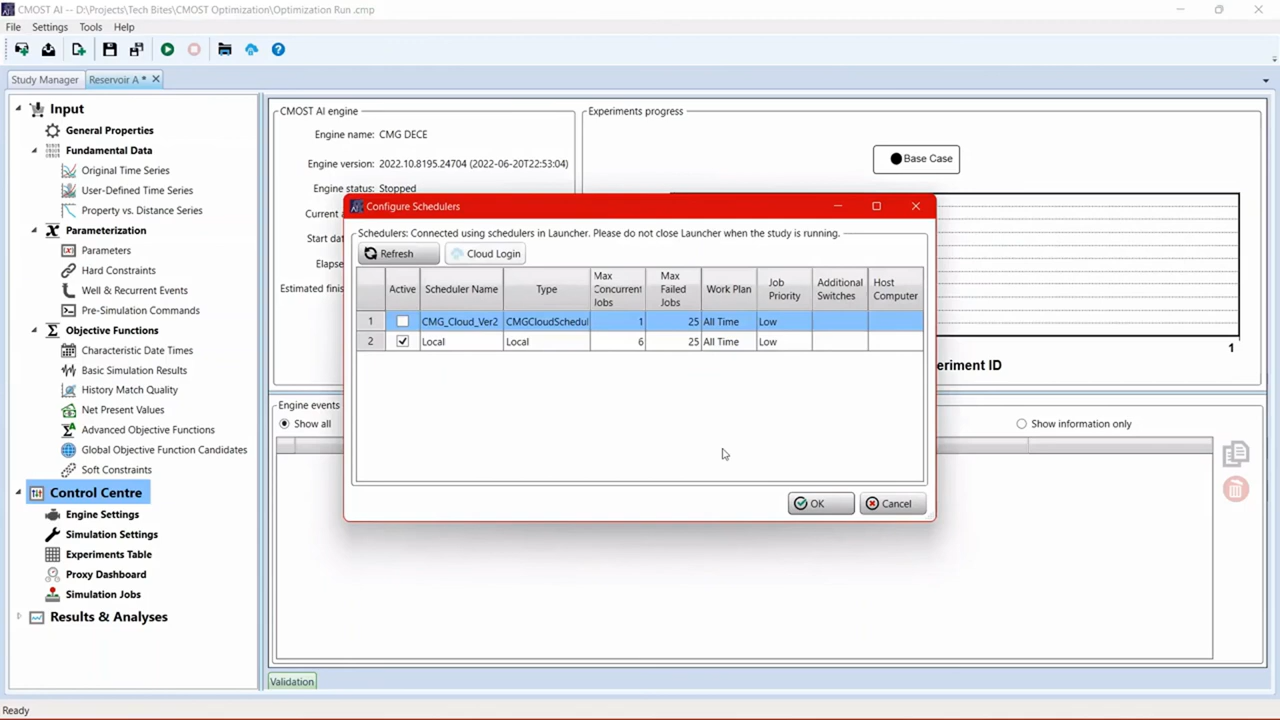 CMOST AI -- D:\Projects\Tech Bites\CMOST Optimization\Optimization Run .cmp
File Settings Tools Help
Study Manager Reservoir A *
Input
General Properties
Fundamental Data
Original Time Series
User-Defined Time Series
Property vs. Distance Series
Parameterization
Parameters
Hard Constraints
Well & Recurrent Events
Pre-Simulation Commands
Objective Functions
Characteristic Date Times
Basic Simulation Results
History Match Quality
Net Present Values
Advanced Objective Functions
Global Objective Function Candidates
Soft Constraints
Control Centre
Engine Settings
Simulation Settings
Experiments Table
Proxy Dashboard
Simulation Jobs
Results & Analyses
CMOST AI engine
Engine name: CMG DECE
Engine version: 2022.10.8195.24704 (2022-06-20T22:53:04)
Engine status: Stopped
Current a
Start dat
Elapse
Estimated finis
Experiments progress
Base Case
1
eriment ID
Configure Schedulers
Schedulers: Connected using schedulers in Launcher. Please do not close Launcher when the study is running.
Refresh Cloud Login
Active Scheduler Name Type Max Concurrent Jobs Max Failed Jobs Work Plan Job Priority Additional Switches Host Computer
1 CMG_Cloud_Ver2 CMGCloudSchedul 1 25 All Time Low
2 Local Local 6 25 All Time Low
OK Cancel
Engine events
Show all Show information only
Validation
Ready